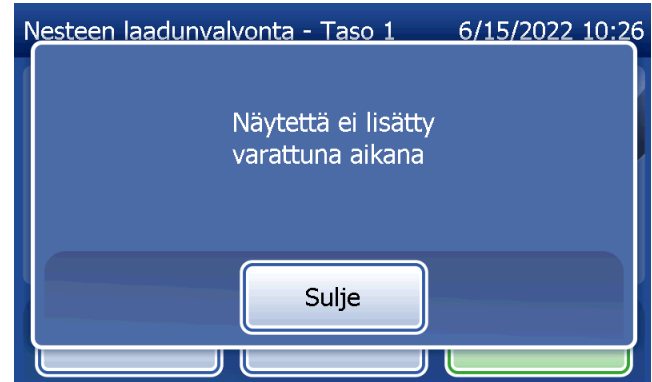 Nesteen laadunvalvonta - Taso 1 6/15/2022 10:26
Näytettä ei lisätty
varattuna aikana
Sulje